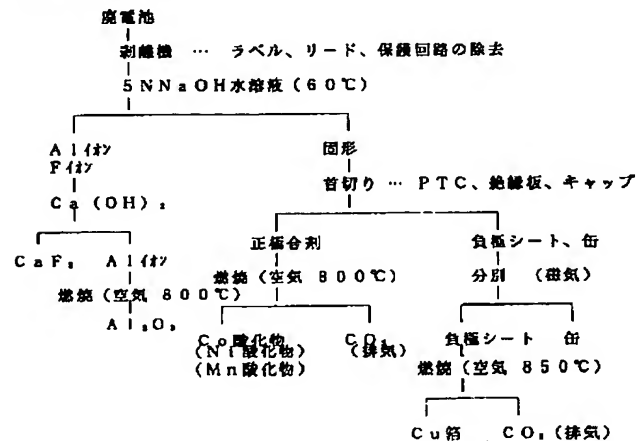 廃電池
剥離機 … ラベル、リード、保護回路の除去
5NNaOH水溶液(60℃)
Alイオン 固形
Fイオン
首切り … PTC、絶縁板、キャップ
Ca(OH)₂
正極合剤 負極シート、缶
CaF₂ Alイオン 燃焼(空気 800℃) 分別 (磁気)
燃焼(空気 800℃)
Al₂O₃ Co酸化物 CO₂ 負極シート 缶
(Ni酸化物) (排気)
(Mn酸化物) 燃焼(空気 850℃)
Cu箔 CO₂(排気)